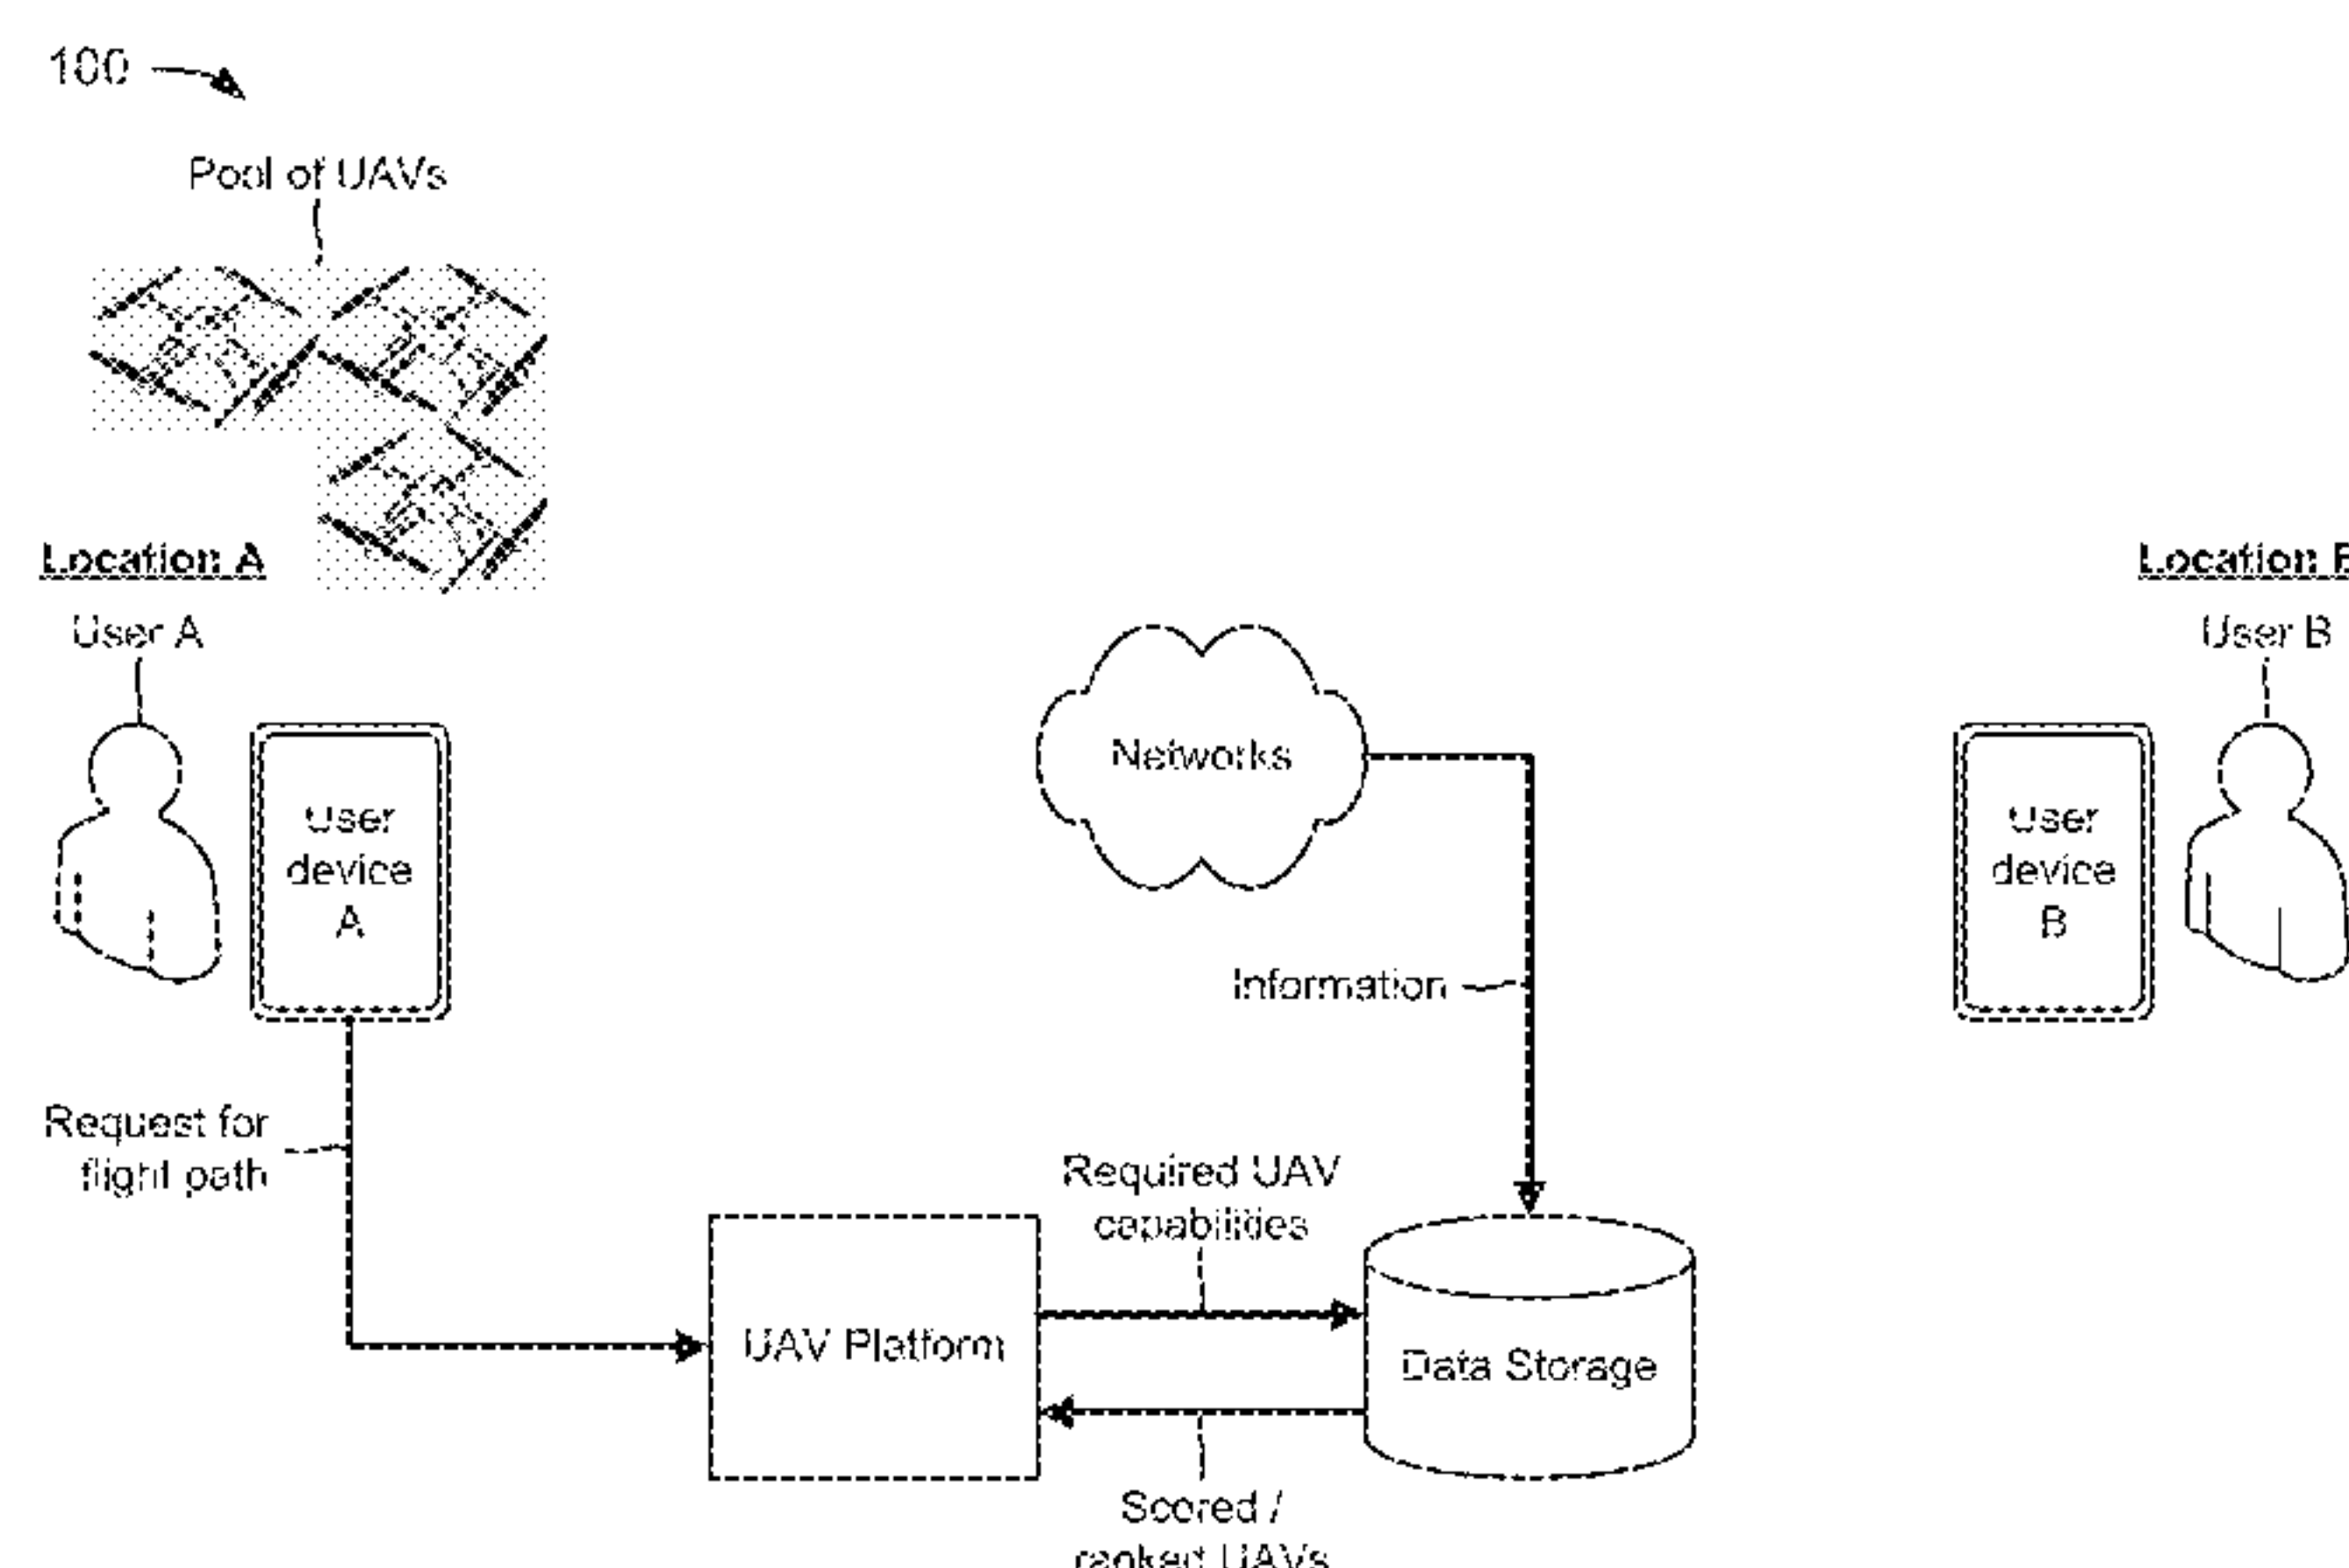 100
Pool of UAVs
Location A
Location
User A
User B
Networks
User
device
A
User
device
B
Information
Request for
flight path
Required UAV
capabilities
UAV Platform
Data Storage
Scored /
ranked UAVs